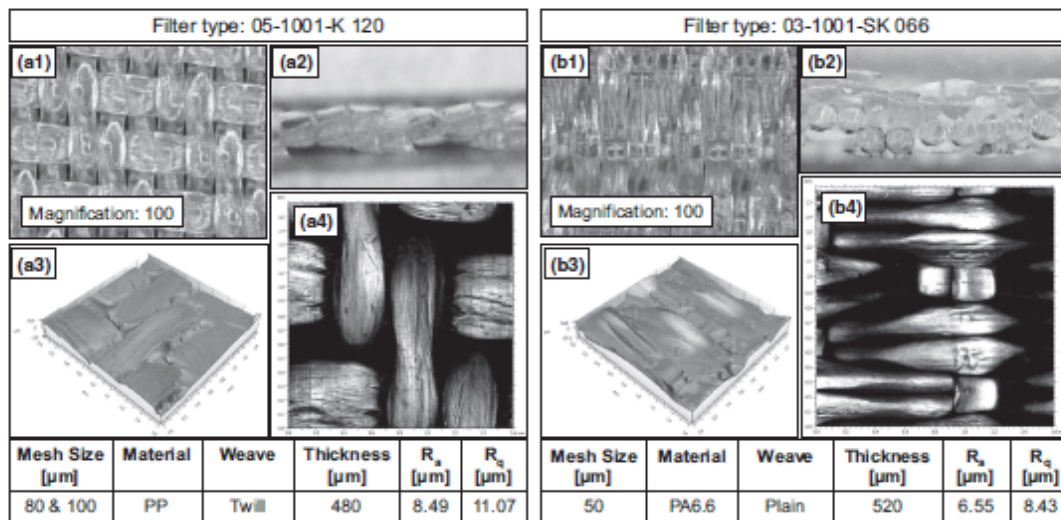 Filter type: 05-1001-K 120
(a1)
(a2)
Magnification: 100
(a3)
(a4)
Mesh Size [µm] Material Weave Thickness [µm] Ra [µm] Rq [µm]
80 & 100 PP Twill 480 8.49 11.07
Filter type: 03-1001-SK 066
(b1)
(b2)
Magnification: 100
(b3)
(b4)
Mesh Size [µm] Material Weave Thickness [µm] Ra [µm] Rq [µm]
50 PA6.6 Plain 520 6.55 8.43